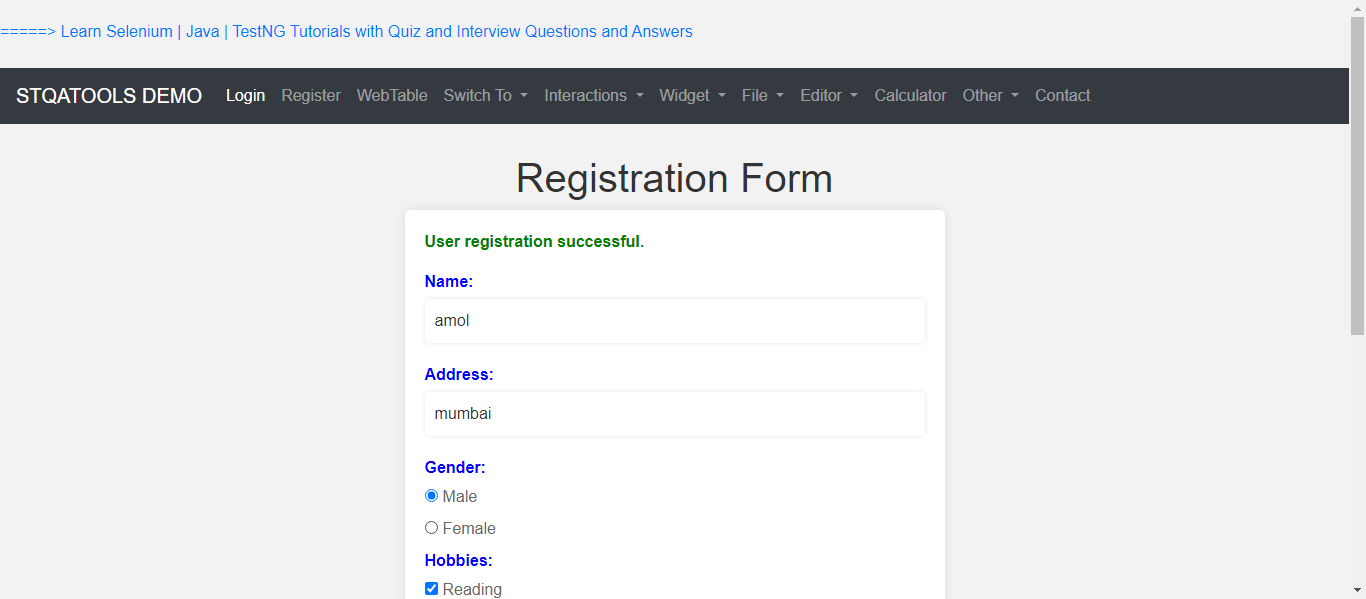 =====> Learn Selenium | Java | TestNG Tutorials with Quiz and Interview Questions and Answers
STQATOOLS DEMO Login Register WebTable Switch To Interactions Widget File Editor Calculator Other Contact
Registration Form
User registration successful.
Name:
amol
Address:
mumbai
Gender:
Male
Female
Hobbies:
Reading